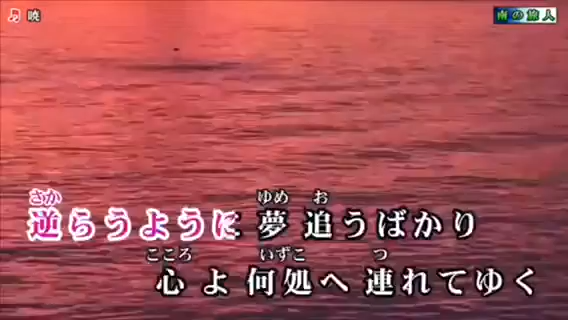 暁
南の旅人
さか ゆめ お
逆らうように 夢 追うばかり
こころ いずこ つ
心 よ 何処へ 連れてゆく